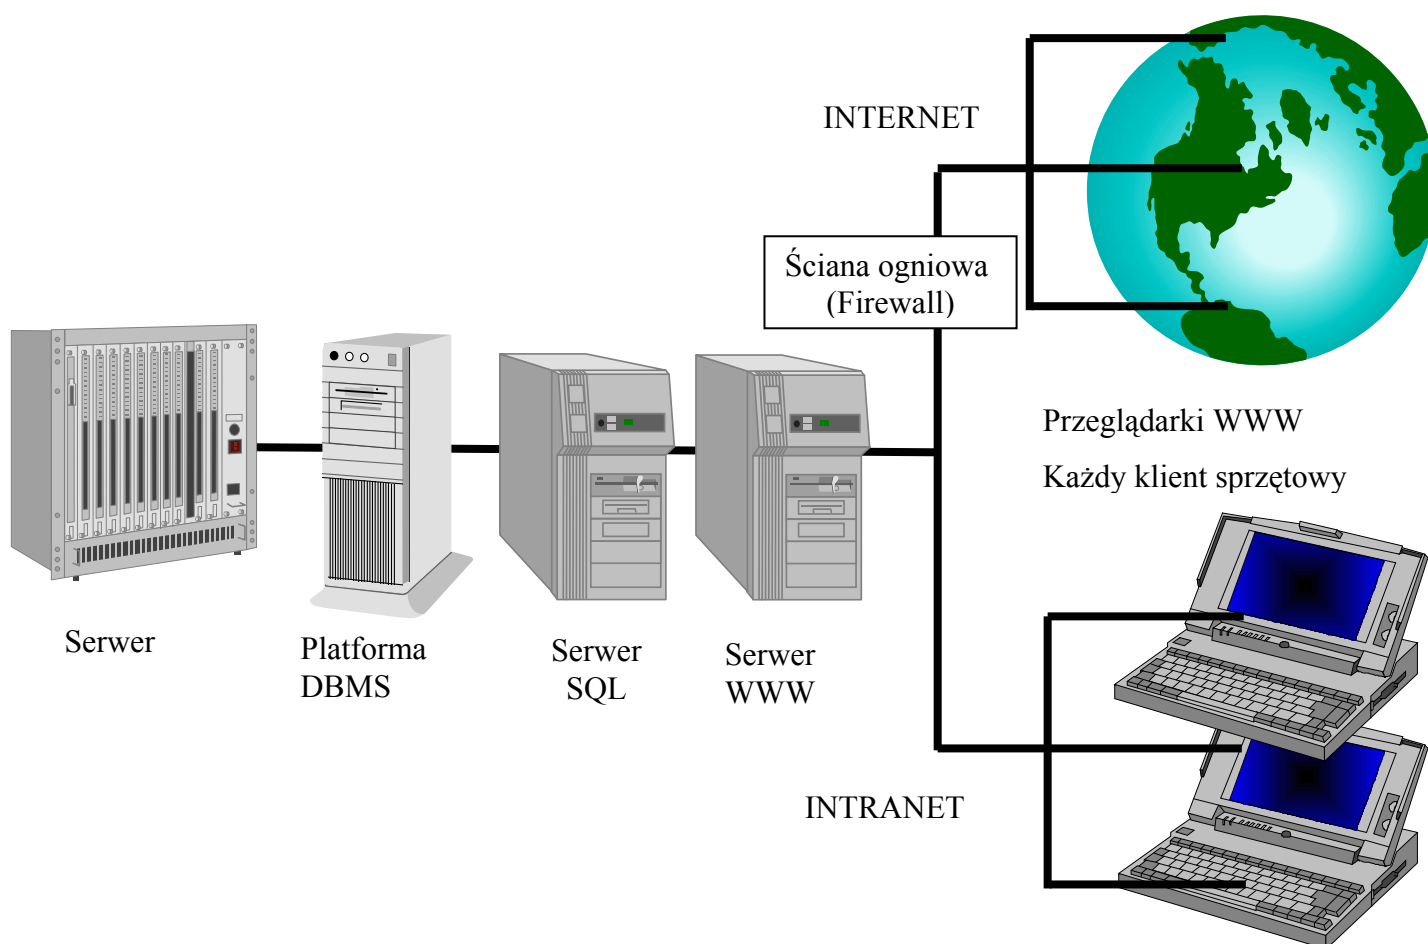 INTERNET
Ściana ogniowa
(Firewall)
Przeglądarki WWW
Każdy klient sprzętowy
Serwer
Platforma
DBMS
Serwer
SQL
Serwer
WWW
INTRANET